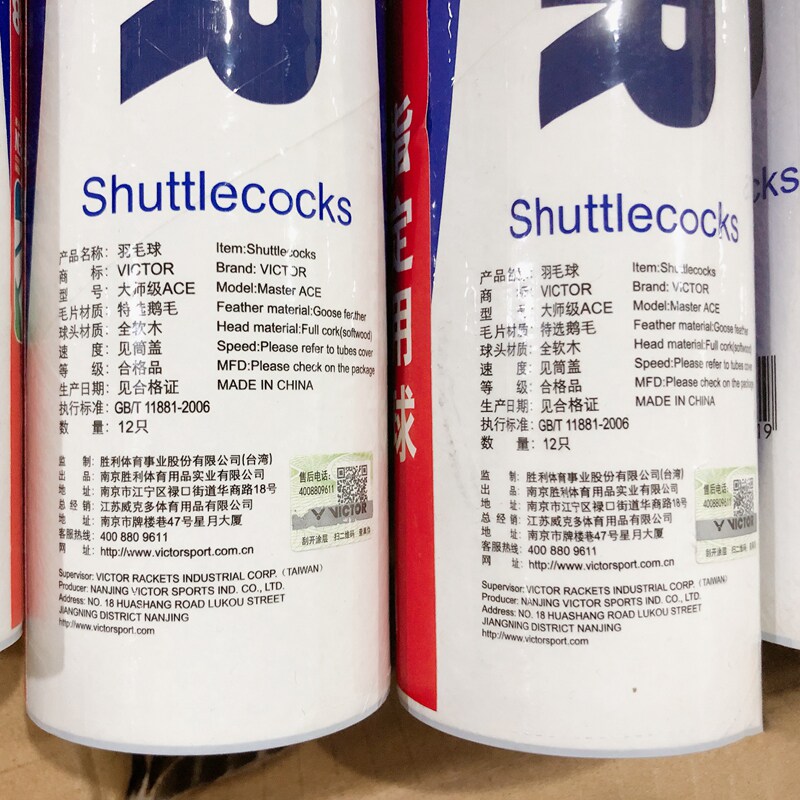 R
Shuttlecocks
产品名称：羽毛球
商 标：VICTOR
型 号：大师级ACE
毛片材质：特选鹅毛
球头材质：全软木
速 度：见筒盖
等 级：合格品
生产日期：见合格证
执行标准：GB/T 11881-2006
数 量：12只
Item:Shuttlecocks
Brand: VICTOR
Model:Master ACE
Feather material:Goose feather
Head material:Full cork(softwood)
Speed:Please refer to tubes cover
MFD:Please check on the package
MADE IN CHINA
监 制：胜利体育事业股份有限公司(台湾)
出 品：南京胜利体育用品实业有限公司
地 址：南京市江宁区禄口街道华商路18号
总 经 销：江苏威克多体育用品有限公司
地 址：南京市牌楼巷47号星月大厦
客服热线：400 880 9611
网 址：http://www.victorsport.com.cn
售后电话：
4008809611
VICTOR
刮开涂层 扫二维码 查真伪
Supervisor: VICTOR RACKETS INDUSTRIAL CORP.（TAIWAN）
Producer: NANJING VICTOR SPORTS IND. CO., LTD.
Address: NO. 18 HUASHANG ROAD LUKOU STREET
JIANGNING DISTRICT NANJING
http://www.victorsport.com
指定用球
R
Shuttlecocks
产品名称：羽毛球
商 标：VICTOR
型 号：大师级ACE
毛片材质：特选鹅毛
球头材质：全软木
速 度：见筒盖
等 级：合格品
生产日期：见合格证
执行标准：GB/T 11881-2006
数 量：12只
Item:Shuttlecocks
Brand: VICTOR
Model:Master ACE
Feather material:Goose feather
Head material:Full cork(softwood)
Speed:Please refer to tubes cover
MFD:Please check on the package
MADE IN CHINA
监 制：胜利体育事业股份有限公司(台湾)
出 品：南京胜利体育用品实业有限公司
地 址：南京市江宁区禄口街道华商路18号
总 经 销：江苏威克多体育用品有限公司
地 址：南京市牌楼巷47号星月大厦
客服热线：400 880 9611
网 址：http://www.victorsport.com.cn
售后电话：
4008809611
VICTOR
刮开涂层 扫二维码
Supervisor: VICTOR RACKETS INDUSTRIAL CORP.（TAIWAN）
Producer: NANJING VICTOR SPORTS IND. CO., LTD.
Address: NO. 18 HUASHANG ROAD LUKOU STREET
JIANGNING DISTRICT NANJING
http://www.victorsport.com
cks
19